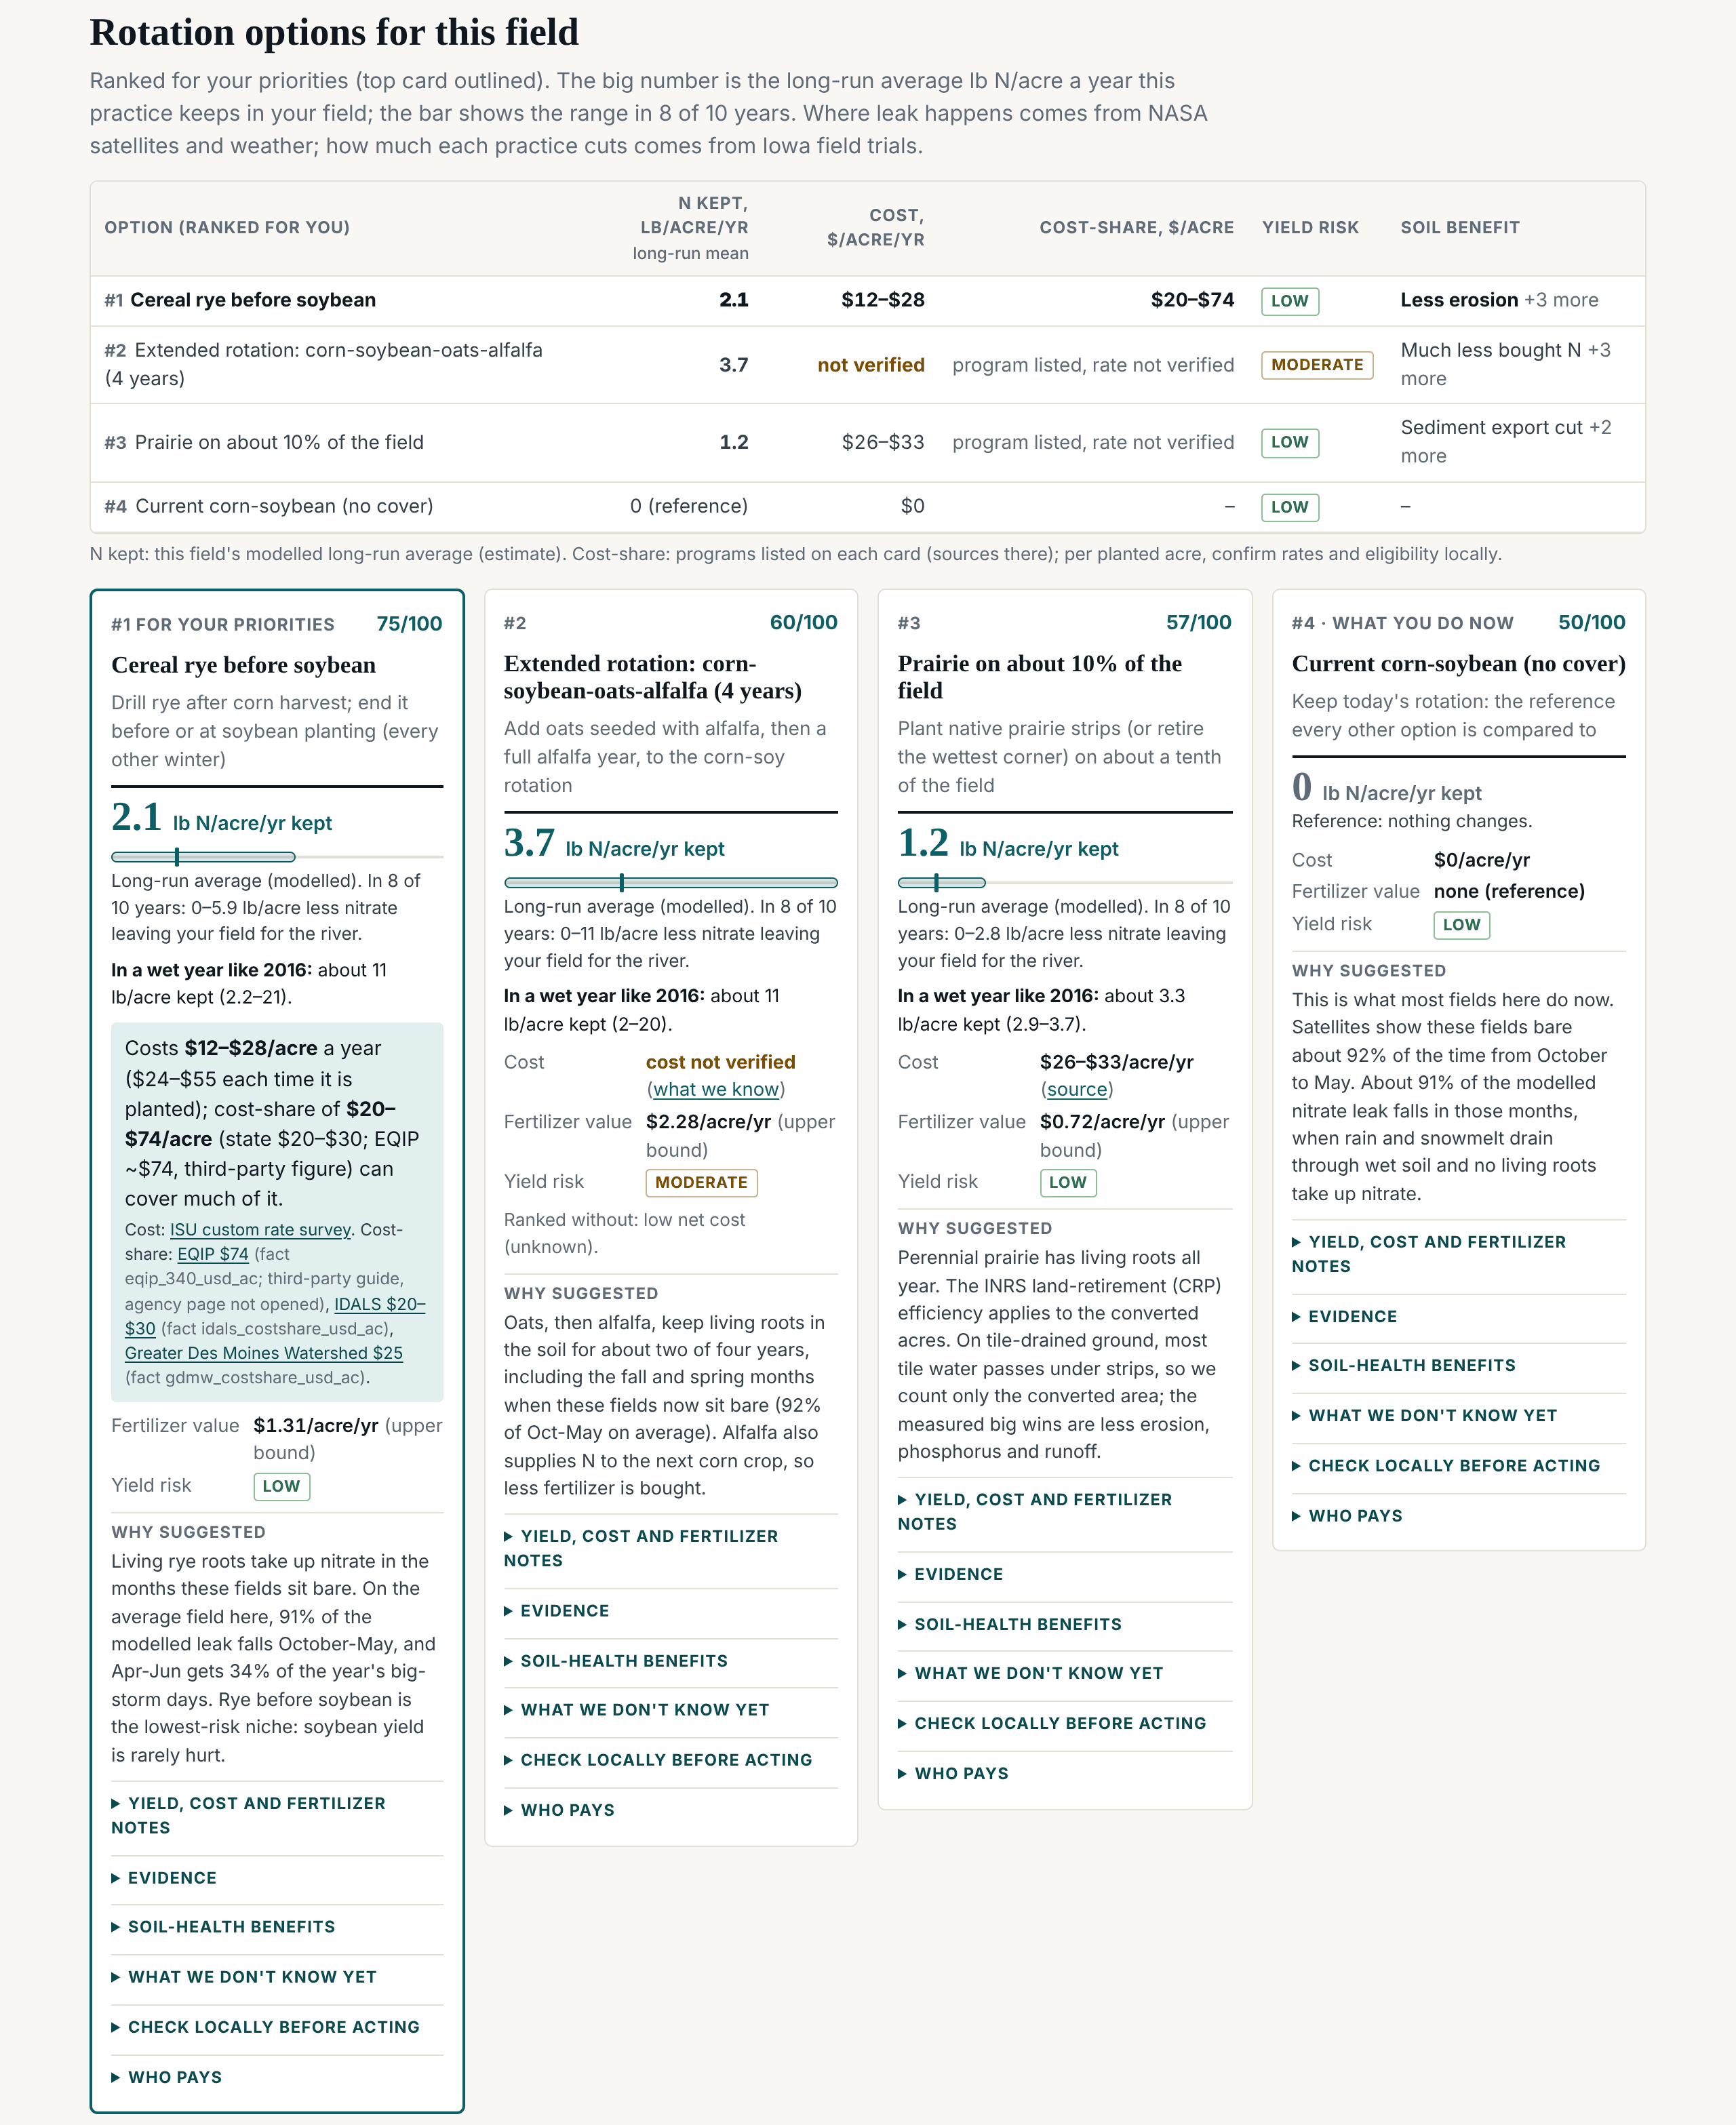 Rotation options for this field
Ranked for your priorities (top card outlined). The big number is the long-run average lb N/acre a year this
practice keeps in your field; the bar shows the range in 8 of 10 years. Where leak happens comes from NASA
satellites and weather; how much each practice cuts comes from Iowa field trials.
OPTION (RANKED FOR YOU)
N KEPT,
LB/ACRE/YR
long-run mean
COST,
$/ACRE/YR
COST-SHARE, $/ACRE
YIELD RISK
SOIL BENEFIT
#1 Cereal rye before soybean
2.1
$12–$28
$20–$74
LOW
Less erosion +3 more
#2 Extended rotation: corn-soybean-oats-alfalfa
(4 years)
3.7
not verified
program listed, rate not verified
MODERATE
Much less bought N +3
more
#3 Prairie on about 10% of the field
1.2
$26–$33
program listed, rate not verified
LOW
Sediment export cut +2
more
#4 Current corn-soybean (no cover)
0 (reference)
$0
–
LOW
–
N kept: this field's modelled long-run average (estimate). Cost-share: programs listed on each card (sources there); per planted acre, confirm rates and eligibility locally.
#1 FOR YOUR PRIORITIES
75/100
Cereal rye before soybean
Drill rye after corn harvest; end it
before or at soybean planting (every
other winter)
2.1 lb N/acre/yr kept
Long-run average (modelled). In 8 of
10 years: 0–5.9 lb/acre less nitrate
leaving your field for the river.
In a wet year like 2016: about 11
lb/acre kept (2.2–21).
Costs $12–$28/acre a year
($24–$55 each time it is
planted); cost-share of $20–
$74/acre (state $20–$30; EQIP
~$74, third-party figure) can
cover much of it.
Cost: ISU custom rate survey. Cost-
share: EQIP $74 (fact
eqip_340_usd_ac; third-party guide,
agency page not opened), IDALS $20–
$30 (fact idals_costshare_usd_ac),
Greater Des Moines Watershed $25
(fact gdmw_costshare_usd_ac).
Fertilizer value $1.31/acre/yr (upper
bound)
Yield risk LOW
WHY SUGGESTED
Living rye roots take up nitrate in the
months these fields sit bare. On the
average field here, 91% of the
modelled leak falls October-May, and
Apr-Jun gets 34% of the year's big-
storm days. Rye before soybean is
the lowest-risk niche: soybean yield
is rarely hurt.
▶ YIELD, COST AND FERTILIZER
NOTES
▶ EVIDENCE
▶ SOIL-HEALTH BENEFITS
▶ WHAT WE DON'T KNOW YET
▶ CHECK LOCALLY BEFORE ACTING
▶ WHO PAYS
#2
60/100
Extended rotation: corn-
soybean-oats-alfalfa (4 years)
Add oats seeded with alfalfa, then a
full alfalfa year, to the corn-soy
rotation
3.7 lb N/acre/yr kept
Long-run average (modelled). In 8 of 10
years: 0–11 lb/acre less nitrate leaving
your field for the river.
In a wet year like 2016: about 11
lb/acre kept (2–20).
Cost cost not verified
(what we know)
Fertilizer value $2.28/acre/yr (upper
bound)
Yield risk MODERATE
Ranked without: low net cost
(unknown).
WHY SUGGESTED
Oats, then alfalfa, keep living roots in
the soil for about two of four years,
including the fall and spring months
when these fields now sit bare (92%
of Oct-May on average). Alfalfa also
supplies N to the next corn crop, so
less fertilizer is bought.
▶ YIELD, COST AND FERTILIZER
NOTES
▶ EVIDENCE
▶ SOIL-HEALTH BENEFITS
▶ WHAT WE DON'T KNOW YET
▶ CHECK LOCALLY BEFORE ACTING
▶ WHO PAYS
#3
57/100
Prairie on about 10% of the
field
Plant native prairie strips (or retire
the wettest corner) on about a tenth
of the field
1.2 lb N/acre/yr kept
Long-run average (modelled). In 8 of 10
years: 0–2.8 lb/acre less nitrate leaving
your field for the river.
In a wet year like 2016: about 3.3
lb/acre kept (2.9–3.7).
Cost $26–$33/acre/yr
(source)
Fertilizer value $0.72/acre/yr (upper
bound)
Yield risk LOW
WHY SUGGESTED
Perennial prairie has living roots all
year. The INRS land-retirement (CRP)
efficiency applies to the converted
acres. On tile-drained ground, most
tile water passes under strips, so we
count only the converted area; the
measured big wins are less erosion,
phosphorus and runoff.
▶ YIELD, COST AND FERTILIZER
NOTES
▶ EVIDENCE
▶ SOIL-HEALTH BENEFITS
▶ WHAT WE DON'T KNOW YET
▶ CHECK LOCALLY BEFORE ACTING
▶ WHO PAYS
#4 · WHAT YOU DO NOW
50/100
Current corn-soybean (no cover)
Keep today's rotation: the reference
every other option is compared to
0 lb N/acre/yr kept
Reference: nothing changes.
Cost $0/acre/yr
Fertilizer value none (reference)
Yield risk LOW
WHY SUGGESTED
This is what most fields here do now.
Satellites show these fields bare
about 92% of the time from October
to May. About 91% of the modelled
nitrate leak falls in those months,
when rain and snowmelt drain
through wet soil and no living roots
take up nitrate.
▶ YIELD, COST AND FERTILIZER
NOTES
▶ EVIDENCE
▶ SOIL-HEALTH BENEFITS
▶ WHAT WE DON'T KNOW YET
▶ CHECK LOCALLY BEFORE ACTING
▶ WHO PAYS